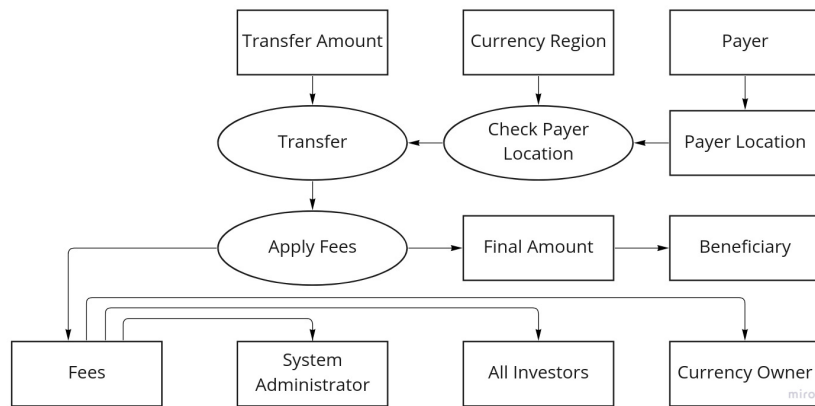 Transfer Amount
Currency Region
Payer
Transfer
Check Payer
Location
Payer Location
Apply Fees
Final Amount
Beneficiary
Fees
System
Administrator
All Investors
Currency Owner
miro